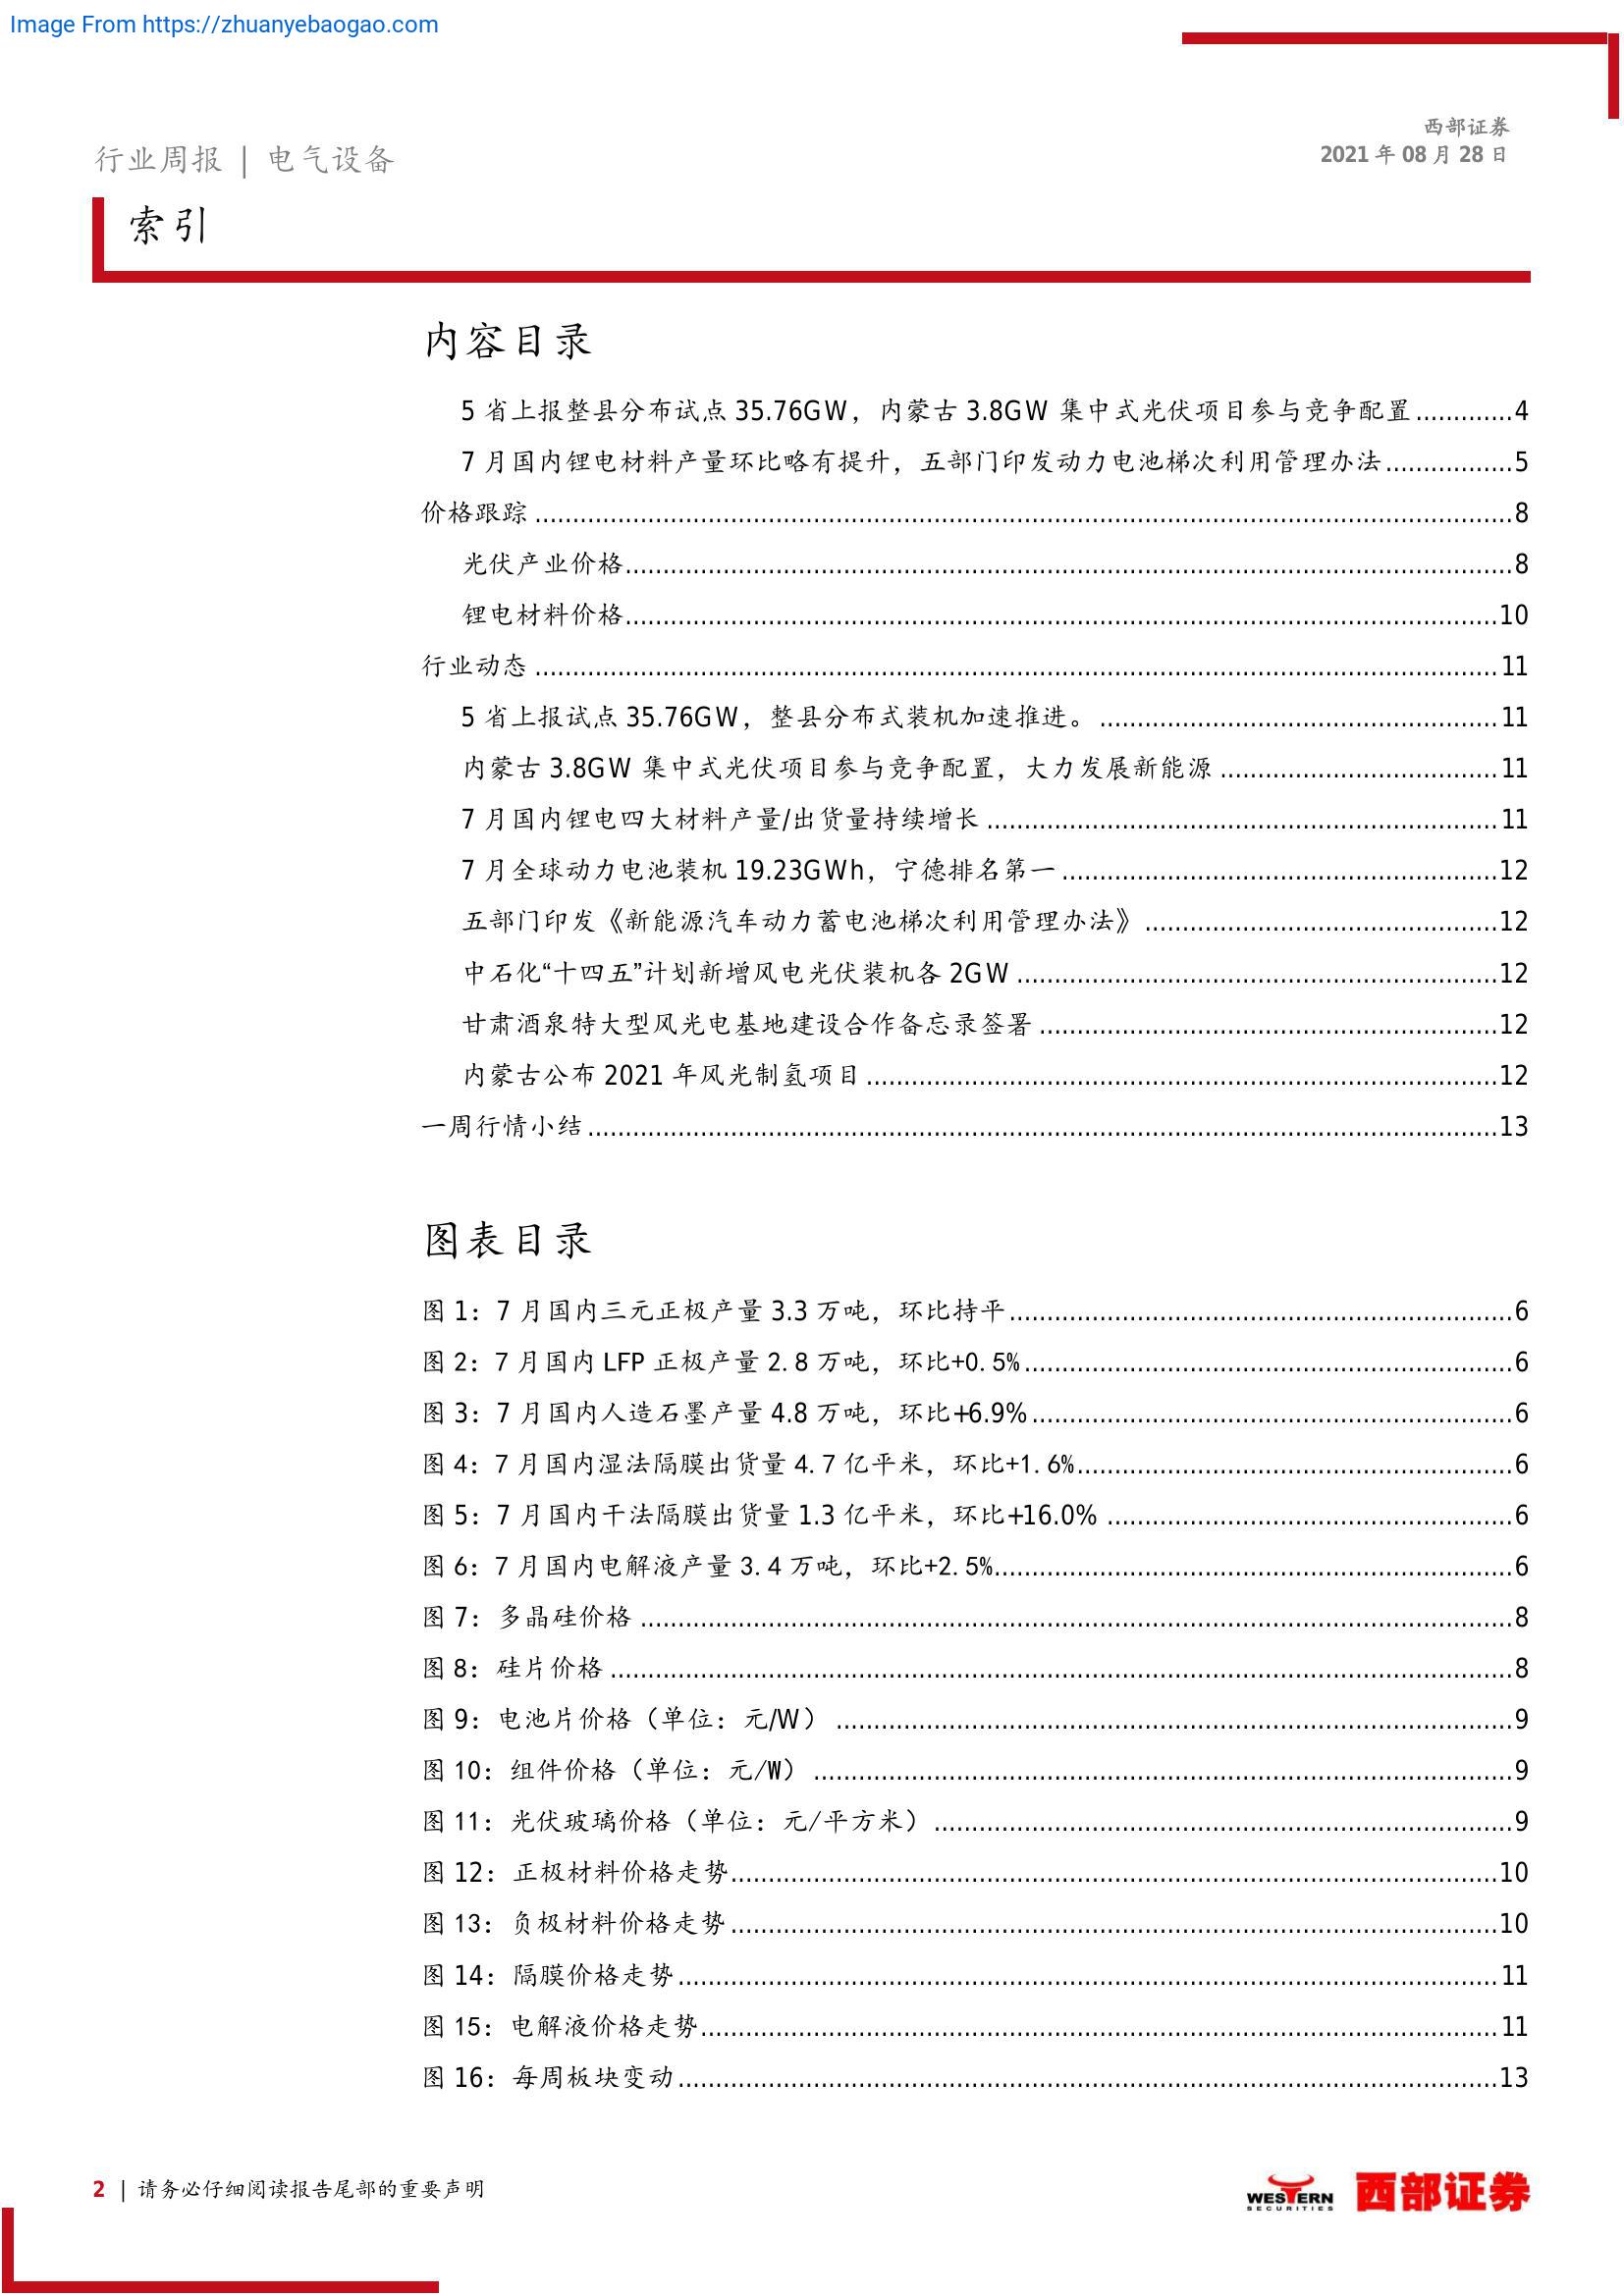 Image From https://zhuanyebaogao.com
西部证券
行业周报 | 电气设备
2021 年 08 月 28 日
索引
内容目录
5 省上报整县分布试点 35.76GW，内蒙古 3.8GW 集中式光伏项目参与竞争配置.............4
7 月国内锂电材料产量环比略有提升，五部门印发动力电池梯次利用管理办法.................5
价格跟踪 ..........8
光伏产业价格..........8
锂电材料价格..........10
行业动态 ..........11
5 省上报试点 35.76GW，整县分布式装机加速推进。 ..........11
内蒙古 3.8GW 集中式光伏项目参与竞争配置，大力发展新能源 ..........11
7 月国内锂电四大材料产量/出货量持续增长 ..........11
7 月全球动力电池装机 19.23GWh，宁德排名第一 ..........12
五部门印发《新能源汽车动力蓄电池梯次利用管理办法》 ..........12
中石化“十四五”计划新增风电光伏装机各 2GW ..........12
甘肃酒泉特大型风光电基地建设合作备忘录签署 ..........12
内蒙古公布 2021 年风光制氢项目 ..........12
一周行情小结 ..........13
图表目录
图 1：7 月国内三元正极产量 3.3 万吨，环比持平..........6
图 2：7 月国内 LFP 正极产量 2.8 万吨，环比+0.5%..........6
图 3：7 月国内人造石墨产量 4.8 万吨，环比+6.9%..........6
图 4：7 月国内湿法隔膜出货量 4.7 亿平米，环比+1.6%..........6
图 5：7 月国内干法隔膜出货量 1.3 亿平米，环比+16.0% ..........6
图 6：7 月国内电解液产量 3.4 万吨，环比+2.5%..........6
图 7：多晶硅价格 ..........8
图 8：硅片价格 ..........8
图 9：电池片价格（单位：元/W） ..........9
图 10：组件价格（单位：元/W） ..........9
图 11：光伏玻璃价格（单位：元/平方米） ..........9
图 12：正极材料价格走势..........10
图 13：负极材料价格走势..........10
图 14：隔膜价格走势..........11
图 15：电解液价格走势..........11
图 16：每周板块变动..........13
2 | 请务必仔细阅读报告尾部的重要声明
WESTERN SECURITIES 西部证券